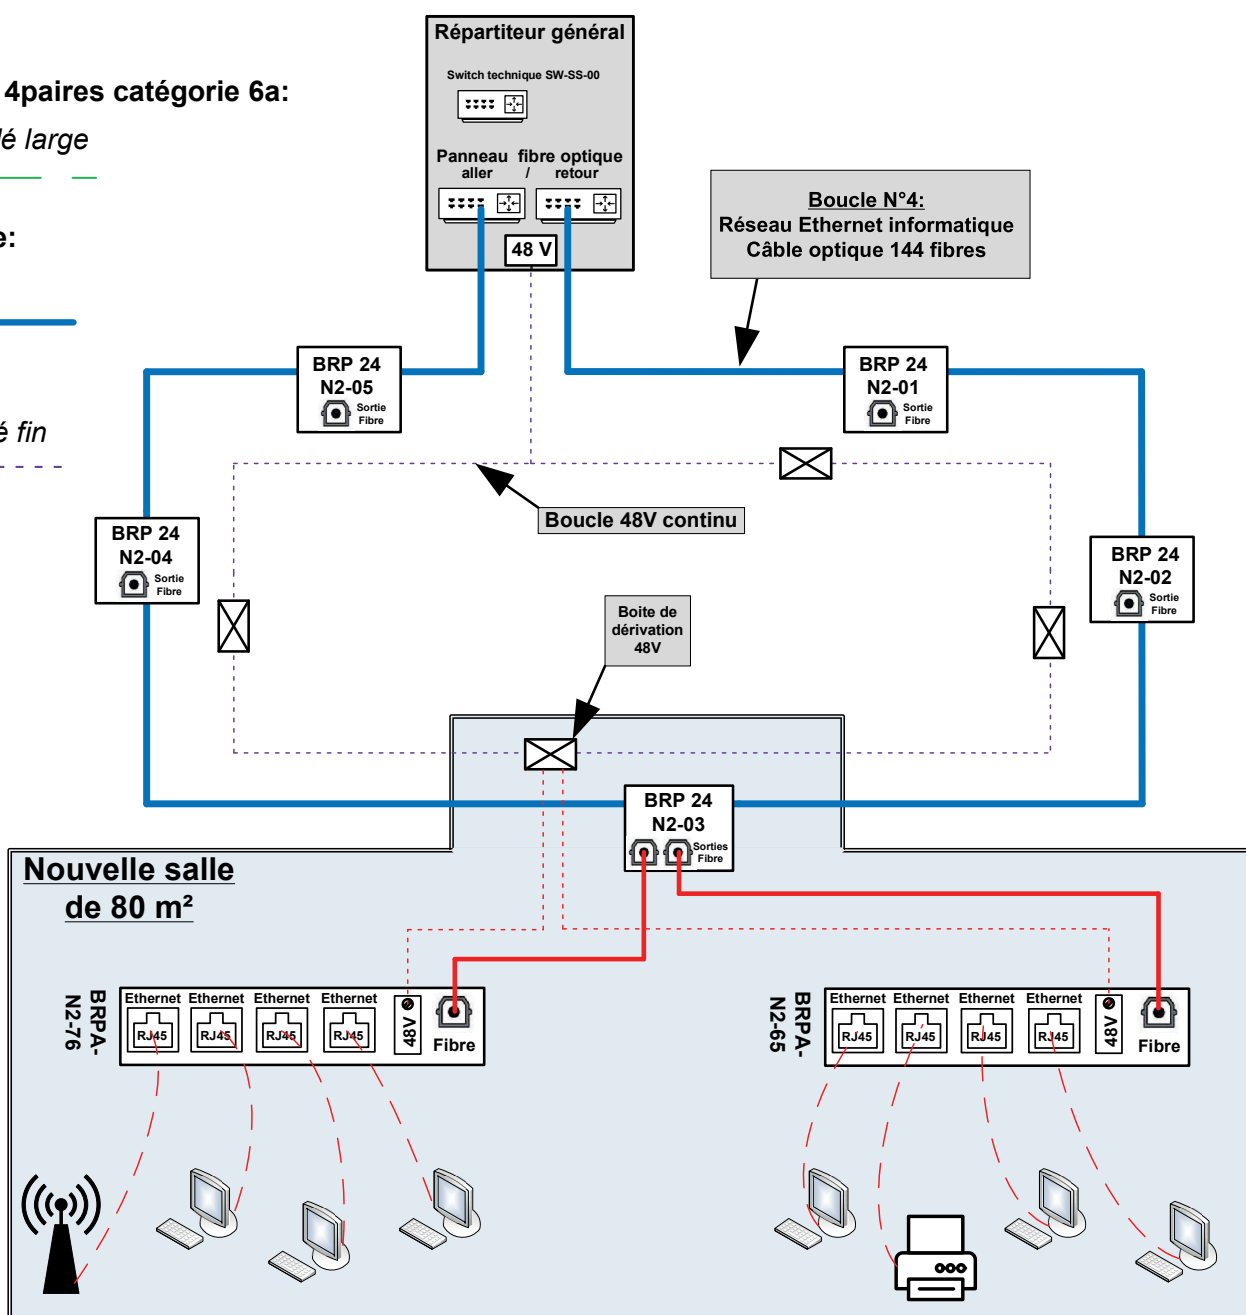 Répartiteur général
Switch technique SW-SS-00
Panneau fibre optique
aller / retour
48 V
4paires catégorie 6a:
lé large
e:
é fin
Boucle N°4:
Réseau Ethernet informatique
Câble optique 144 fibres
BRP 24
N2-05
Sortie
Fibre
BRP 24
N2-01
Sortie
Fibre
Boucle 48V continu
BRP 24
N2-04
Sortie
Fibre
BRP 24
N2-02
Sortie
Fibre
Boite de
dérivation
48V
BRP 24
N2-03
Sorties
Fibre
Nouvelle salle
de 80 m²
BRPA-
N2-76
Ethernet Ethernet Ethernet Ethernet
RJ45 RJ45 RJ45 RJ45
48V
Fibre
BRPA-
N2-65
Ethernet Ethernet Ethernet Ethernet
RJ45 RJ45 RJ45 RJ45
48V
Fibre